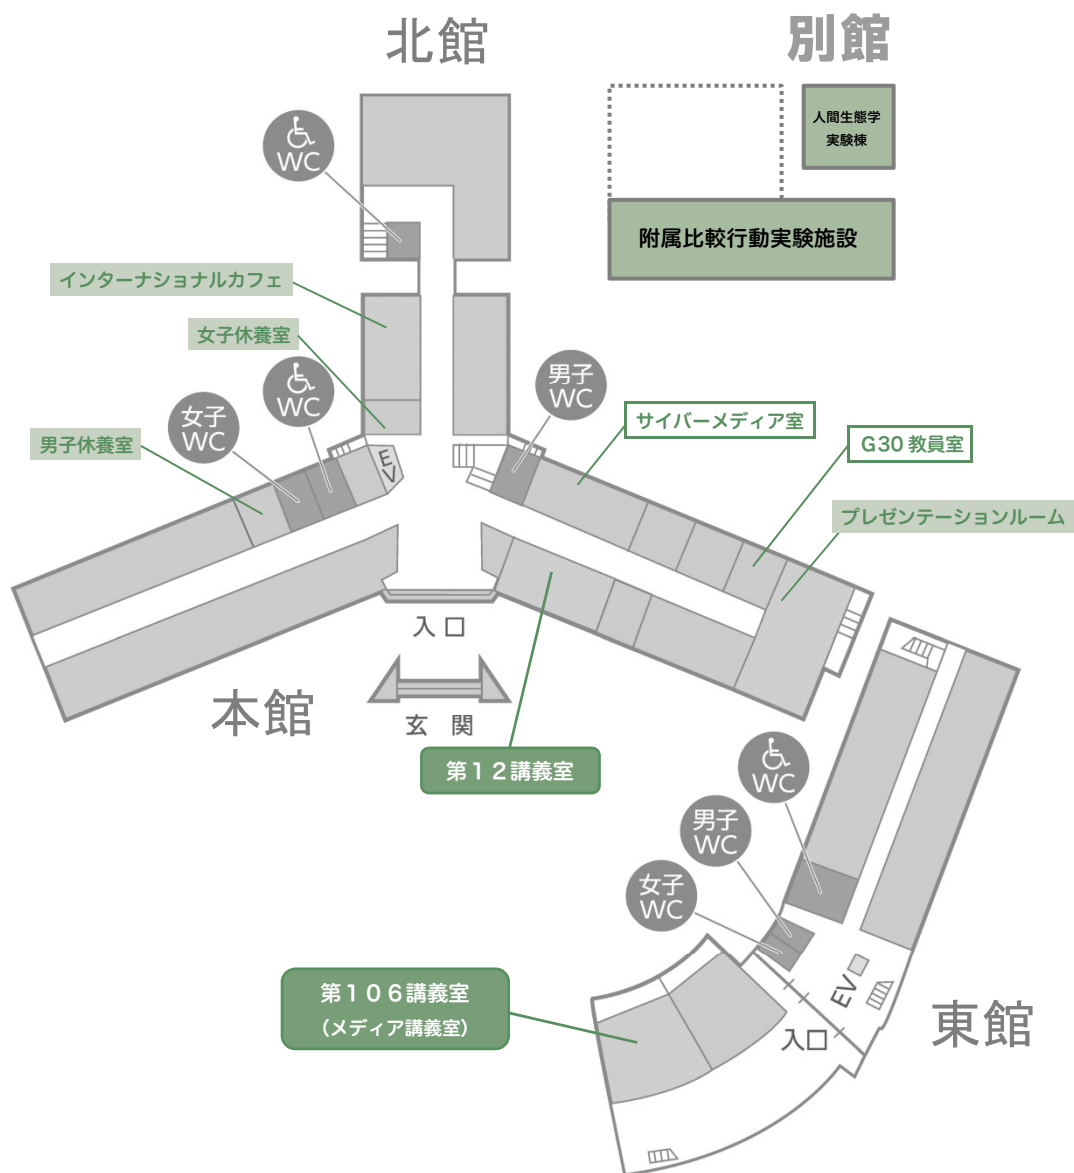 北館
別館
人間生態学
実験棟
WC
附属比較行動実験施設
インターナショナルカフェ
女子休養室
WC
男子
WC
女子
WC
サイバーメディア室
男子休養室
EV
G30 教員室
プレゼンテーションルーム
入口
本館
玄 関
第12講義室
WC
男子
WC
女子
WC
第106講義室
（メディア講義室）
EV
入口
東館